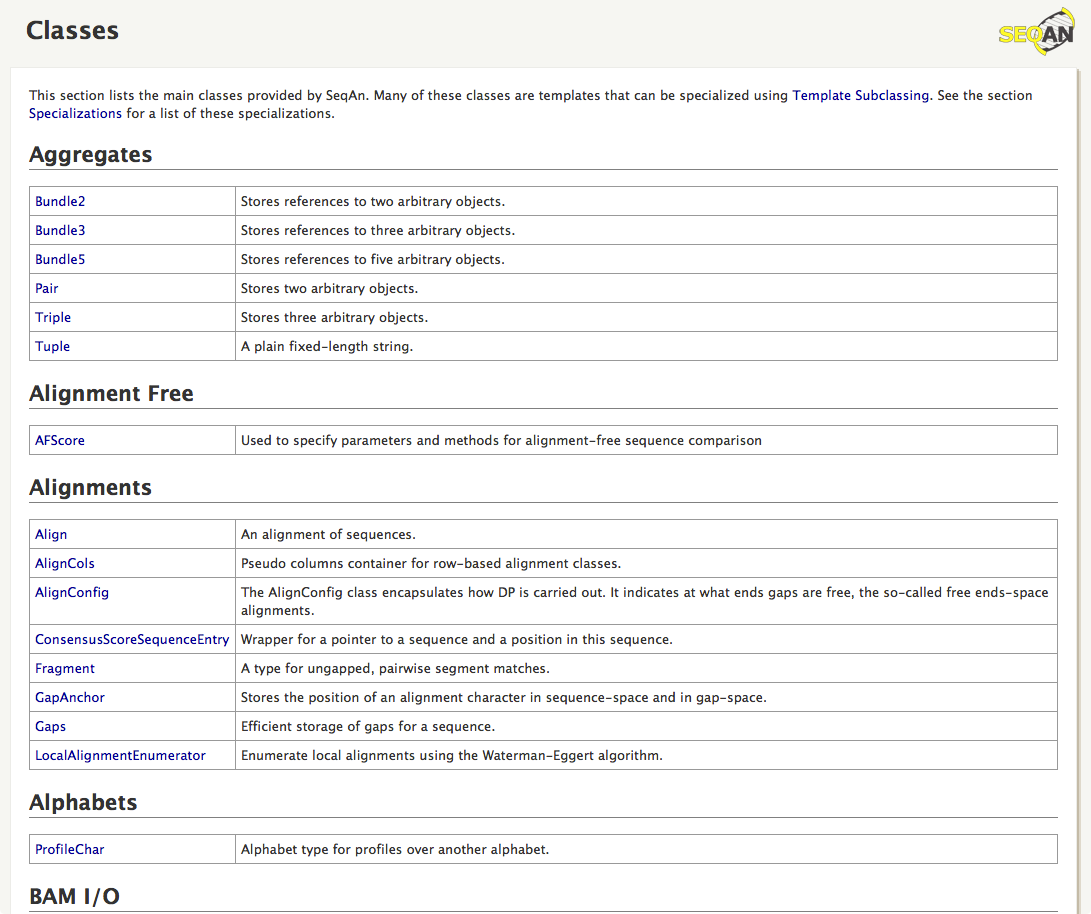 Classes
SEQAN
This section lists the main classes provided by SeqAn. Many of these classes are templates that can be specialized using Template Subclassing. See the section
Specializations for a list of these specializations.
Aggregates
Bundle2 Stores references to two arbitrary objects.
Bundle3 Stores references to three arbitrary objects.
Bundle5 Stores references to five arbitrary objects.
Pair Stores two arbitrary objects.
Triple Stores three arbitrary objects.
Tuple A plain fixed-length string.
Alignment Free
AFScore Used to specify parameters and methods for alignment-free sequence comparison
Alignments
Align An alignment of sequences.
AlignCols Pseudo columns container for row-based alignment classes.
AlignConfig The AlignConfig class encapsulates how DP is carried out. It indicates at what ends gaps are free, the so-called free ends-space
alignments.
ConsensusScoreSequenceEntry Wrapper for a pointer to a sequence and a position in this sequence.
Fragment A type for ungapped, pairwise segment matches.
GapAnchor Stores the position of an alignment character in sequence-space and in gap-space.
Gaps Efficient storage of gaps for a sequence.
LocalAlignmentEnumerator Enumerate local alignments using the Waterman-Eggert algorithm.
Alphabets
ProfileChar Alphabet type for profiles over another alphabet.
BAM I/O